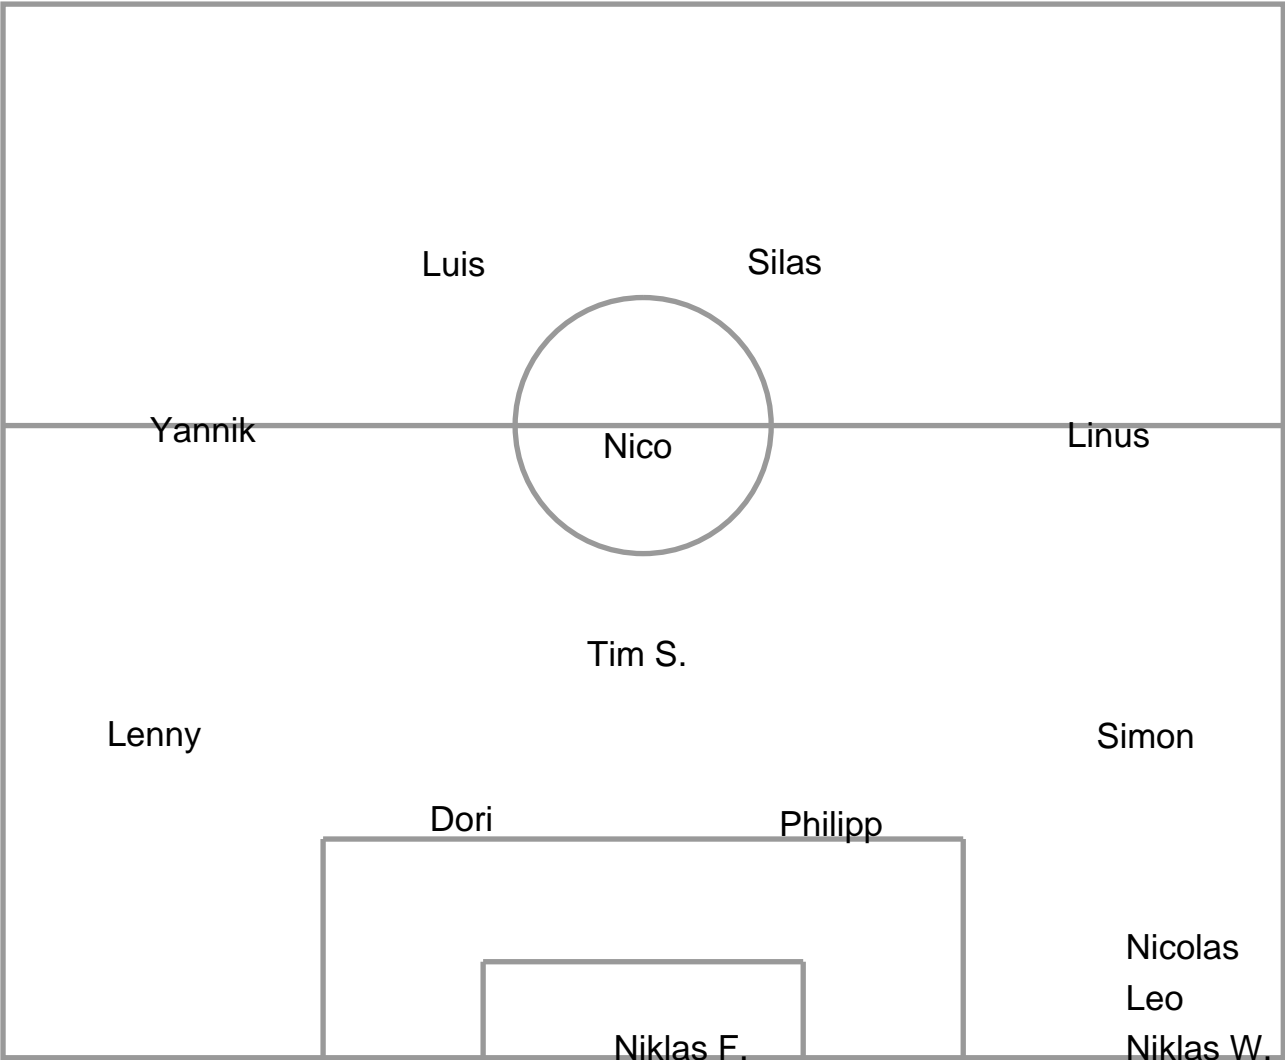 Luis
Silas
Yannik
Nico
Linus
Tim S.
Lenny
Simon
Dori
Philipp
Nicolas
Leo
Niklas F.
Niklas W.